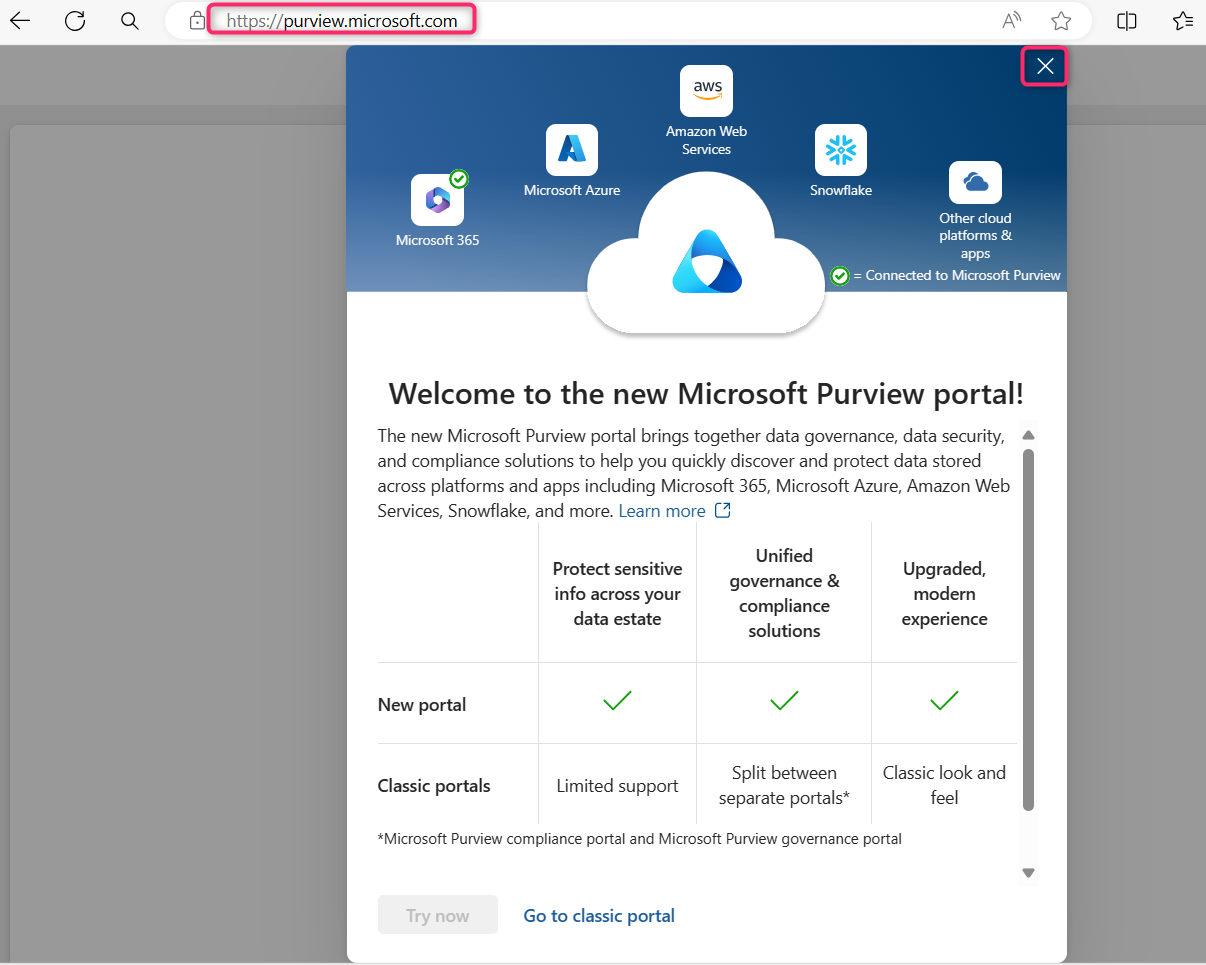 https://purview.microsoft.com
aws
Amazon Web
Services
Microsoft Azure
Snowflake
Microsoft 365
Other cloud
platforms &
apps
= Connected to Microsoft Purview
Welcome to the new Microsoft Purview portal!
The new Microsoft Purview portal brings together data governance, data security,
and compliance solutions to help you quickly discover and protect data stored
across platforms and apps including Microsoft 365, Microsoft Azure, Amazon Web
Services, Snowflake, and more. Learn more
Protect sensitive
info across your
data estate
Unified
governance &
compliance
solutions
Upgraded,
modern
experience
New portal
Classic portals
Limited support
Split between
separate portals*
Classic look and
feel
*Microsoft Purview compliance portal and Microsoft Purview governance portal
Try now
Go to classic portal